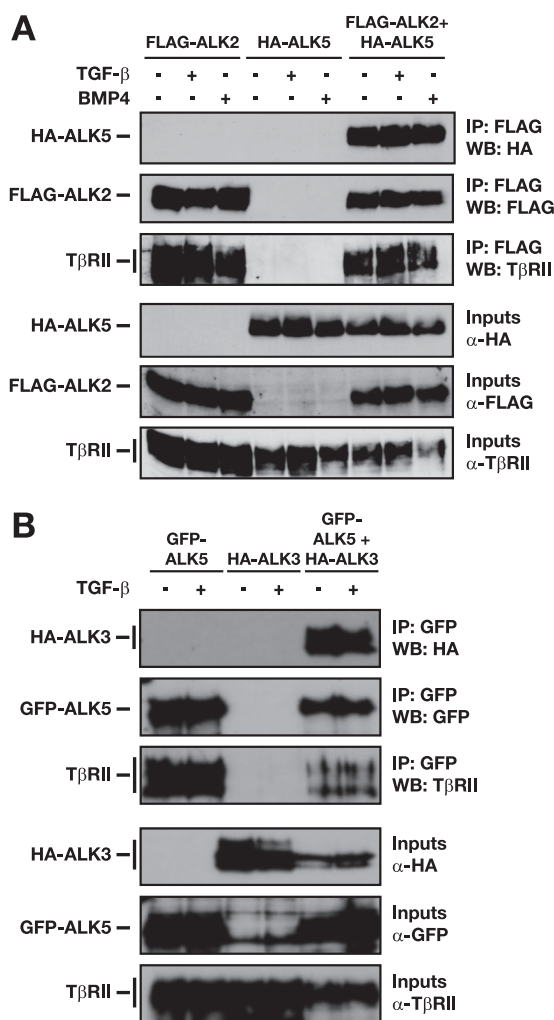 A
FLAG-ALK2 HA-ALK5 FLAG-ALK2+
HA-ALK5
TGF-β - + - - + - - + -
BMP4 - - + - - + - - +
HA-ALK5 IP: FLAG
WB: HA
FLAG-ALK2 IP: FLAG
WB: FLAG
TβRII IP: FLAG
WB: TβRII
HA-ALK5 Inputs
α-HA
FLAG-ALK2 Inputs
α-FLAG
TβRII Inputs
α-TβRII
B
GFP-
ALK5 HA-ALK3 GFP-
ALK5 +
HA-ALK3
TGF-β - + - + - +
HA-ALK3 IP: GFP
WB: HA
GFP-ALK5 IP: GFP
WB: GFP
TβRII IP: GFP
WB: TβRII
HA-ALK3 Inputs
α-HA
GFP-ALK5 Inputs
α-GFP
TβRII Inputs
α-TβRII